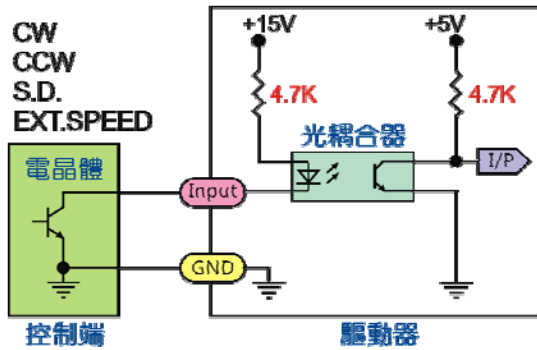 CW
CCW
S.D.
EXT.SPEED
電晶體
控制端
+15V
+5V
4.7K
4.7K
光耦合器
I/P
Input
GND
驅動器